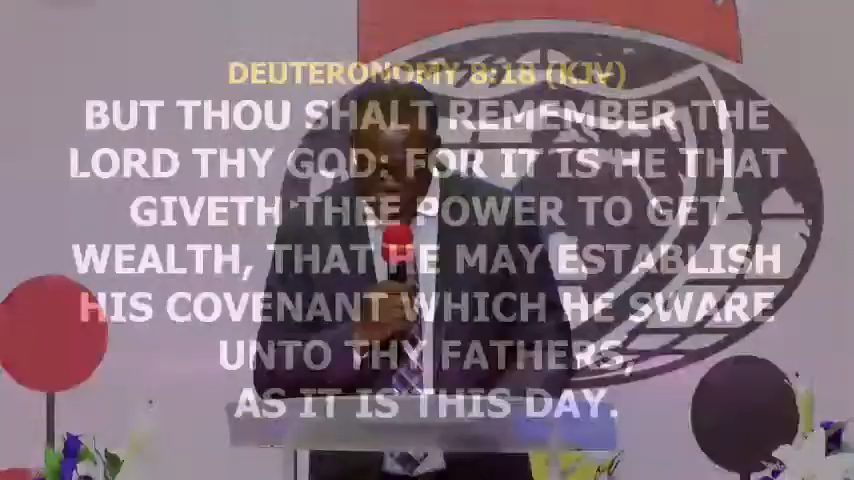 DEUTERONOMY 8:18 (KJV)
BUT THOU SHALT REMEMBER THE
LORD THY GOD: FOR IT IS HE THAT
GIVETH THEE POWER TO GET
WEALTH, THAT HE MAY ESTABLISH
HIS COVENANT WHICH HE SWARE
UNTO THY FATHERS,
AS IT IS THIS DAY.